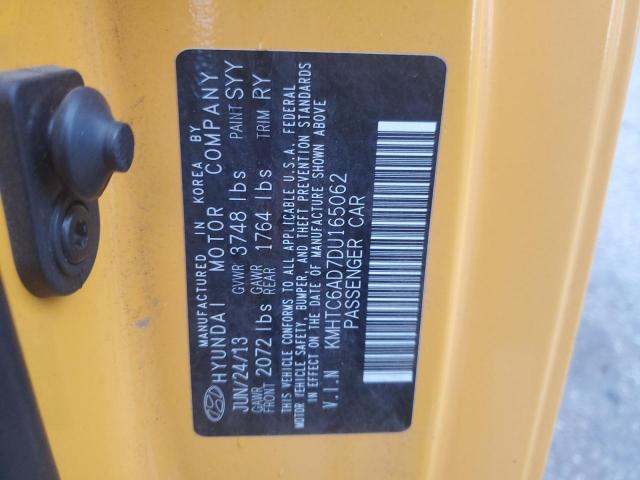 MANUFACTURED IN KOREA BY
HYUNDAI MOTOR COMPANY
JUN/24/13 GVWR 3748 lbs PAINT SYY
GAWR FRONT 2072 lbs GAWR REAR 1764 lbs TRIM RY
THIS VEHICLE CONFORMS TO ALL APPLICABLE U.S.A. FEDERAL
MOTOR VEHICLE SAFETY, BUMPER, AND THEFT PREVENTION STANDARDS
IN EFFECT ON THE DATE OF MANUFACTURE SHOWN ABOVE
V.I.N KMHTC6AD7DU165062
PASSENGER CAR